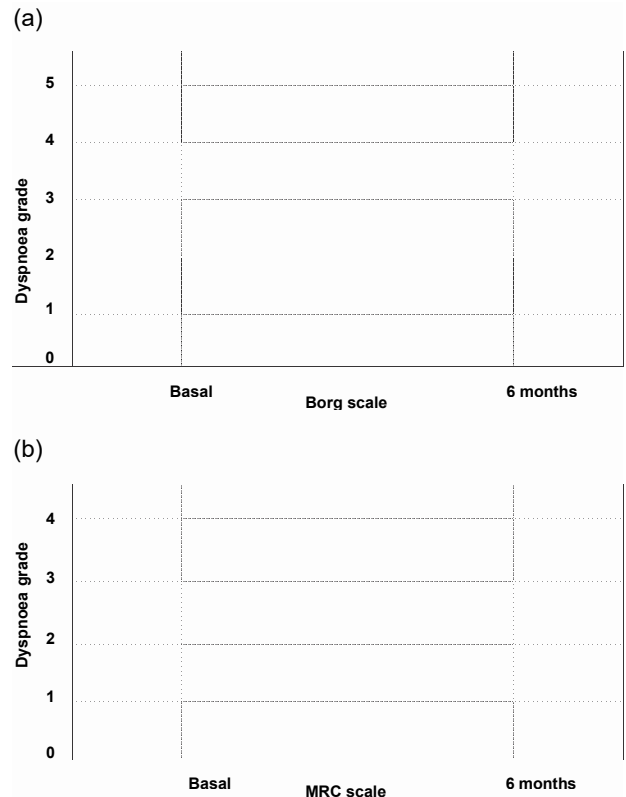 (a)
Dyspnoea grade
5
4
3
2
1
0
Basal
6 months
Borg scale
(b)
Dyspnoea grade
4
3
2
1
0
Basal
6 months
MRC scale